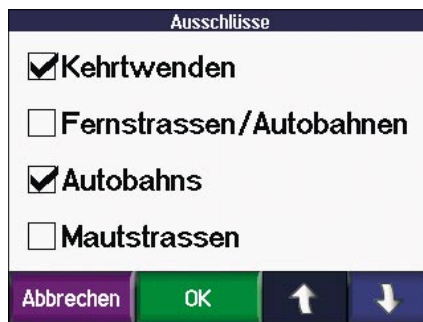 Ausschlüsse
Kehrtwenden
Fernstrassen/Autobahnen
Autobahns
Mautstrassen
Abbrechen OK